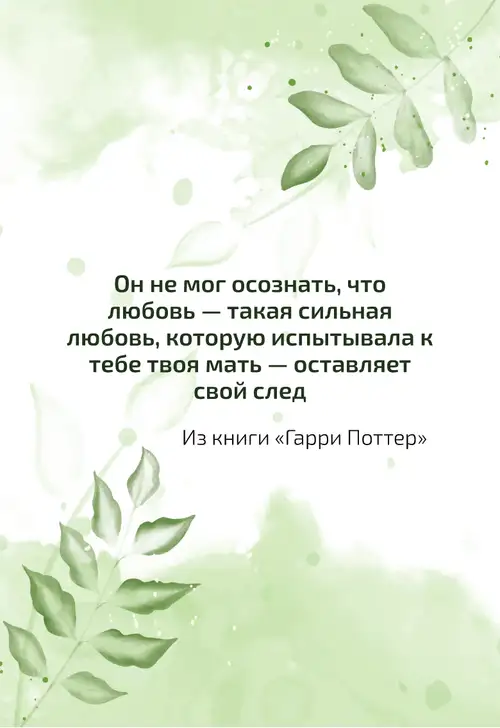 Он не мог осознать, что
любовь — такая сильная
любовь, которую испытывала к
тебе твоя мать — оставляет
свой след
Из книги «Гарри Поттер»